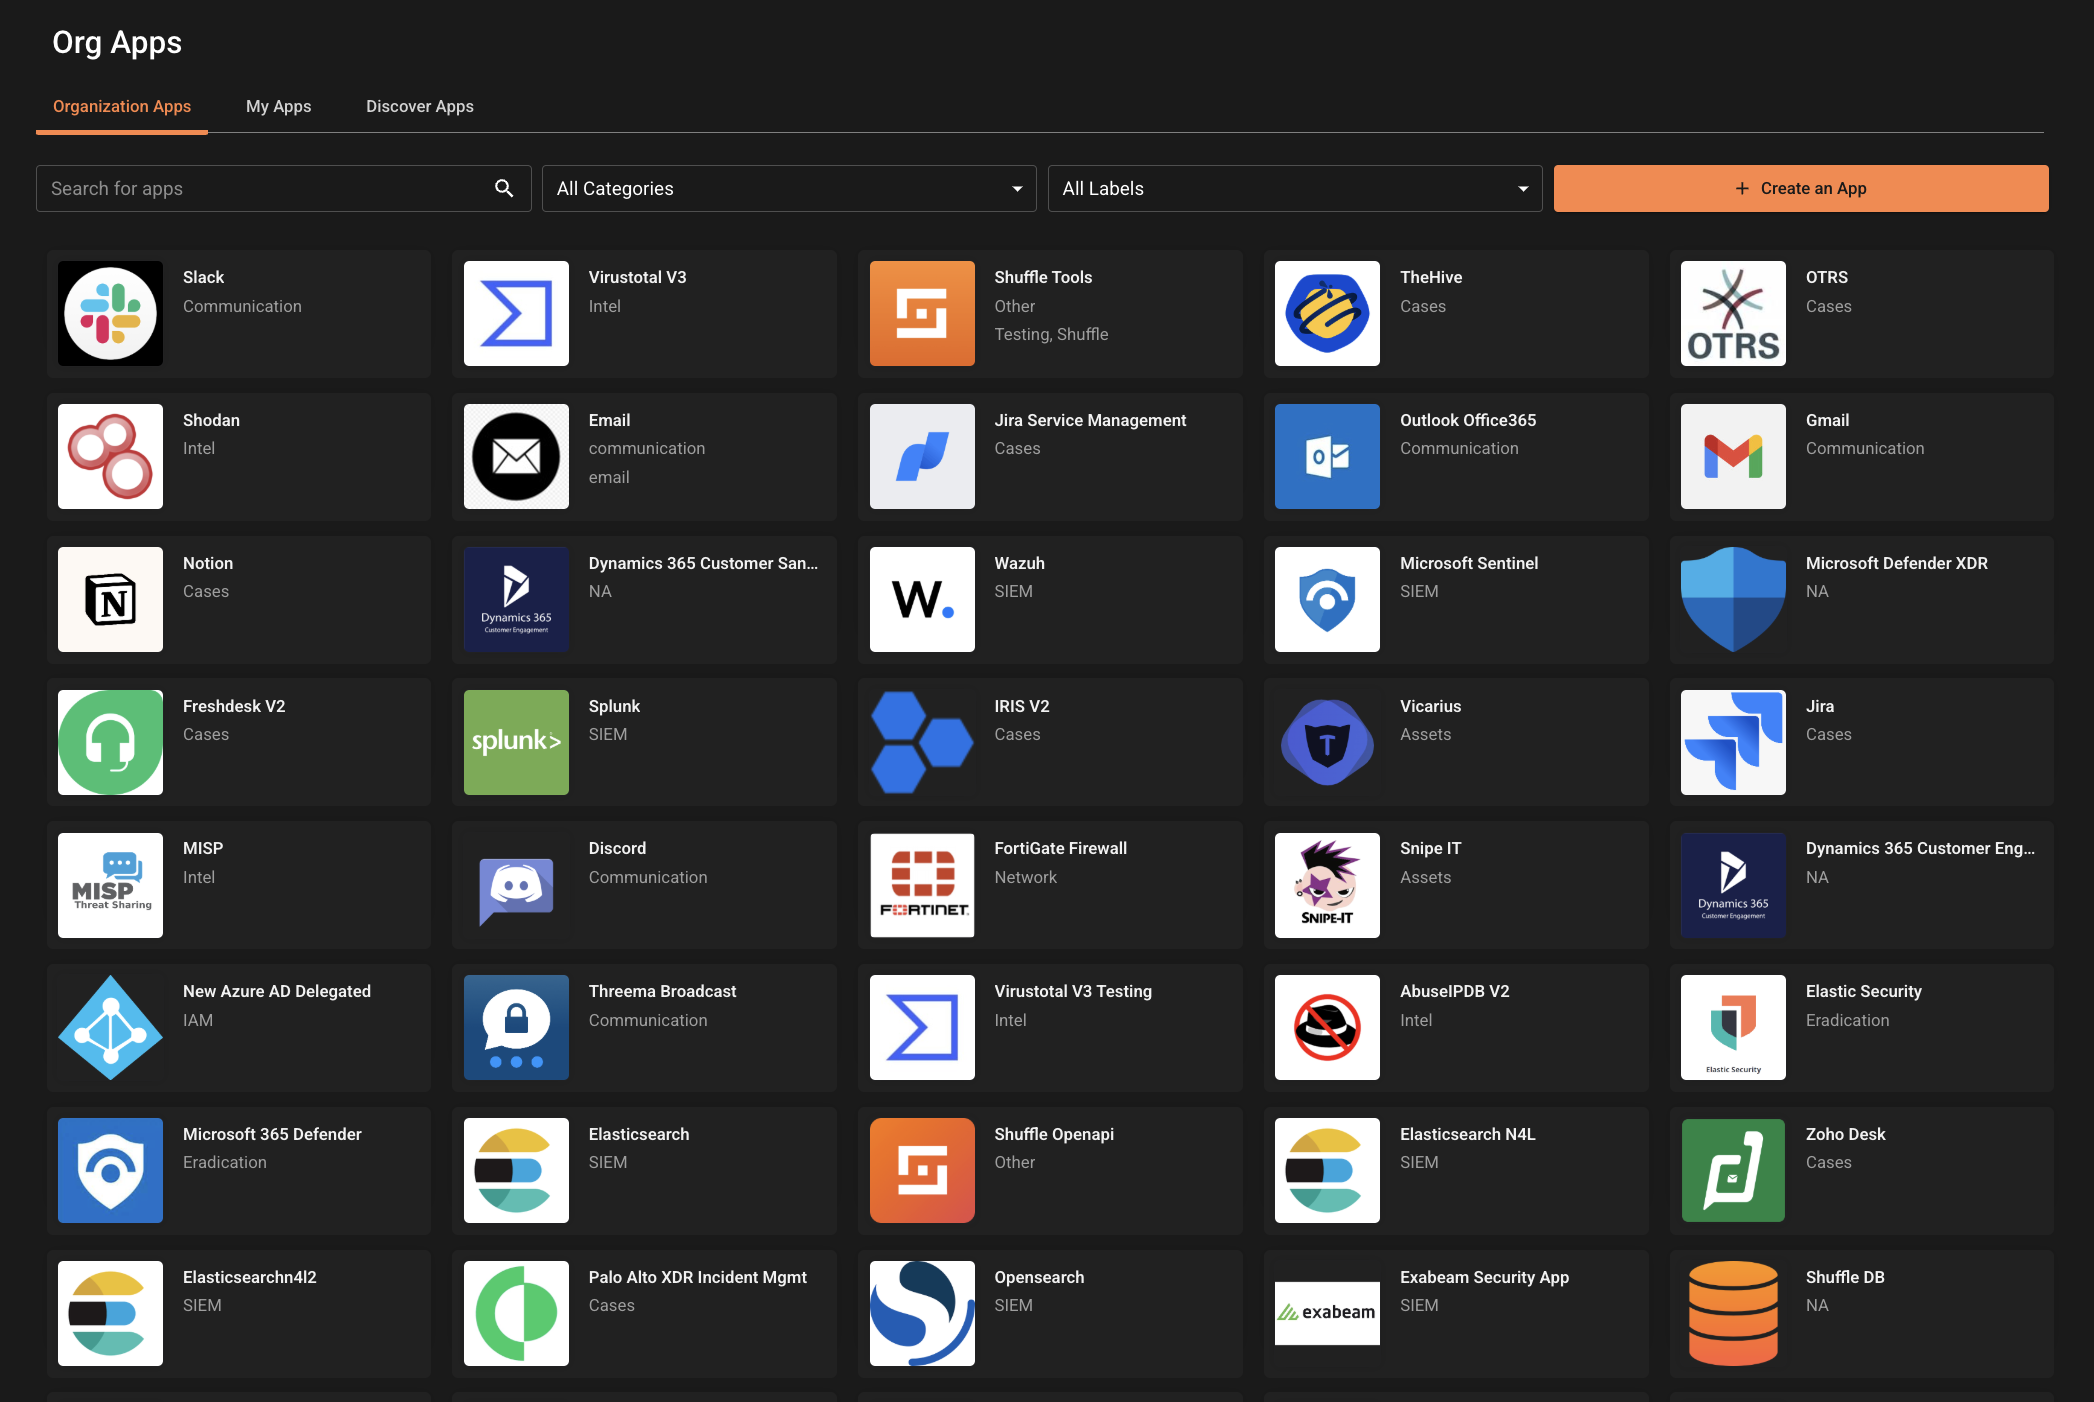 Org Apps
Organization Apps
My Apps
Discover Apps
Search for apps
All Categories
All Labels
+ Create an App
Slack
Communication
Virustotal V3
Intel
Shuffle Tools
Other
Testing, Shuffle
TheHive
Cases
OTRS
OTRS
Cases
Shodan
Intel
Email
communication
email
Jira Service Management
Cases
Outlook Office365
Communication
Gmail
Communication
N
Notion
Cases
Dynamics 365
Customer Engagement
Dynamics 365 Customer San...
NA
W.
Wazuh
SIEM
Microsoft Sentinel
SIEM
Microsoft Defender XDR
NA
Freshdesk V2
Cases
splunk>
Splunk
SIEM
IRIS V2
Cases
T
Vicarius
Assets
Jira
Cases
MISP
Threat Sharing
MISP
Intel
Discord
Communication
FORTINET
FortiGate Firewall
Network
SNIPE-IT
Snipe IT
Assets
Dynamics 365
Customer Engagement
Dynamics 365 Customer Eng...
NA
New Azure AD Delegated
IAM
Threema Broadcast
Communication
Virustotal V3 Testing
Intel
AbuseIPDB V2
Intel
Elastic Security
Elastic Security
Eradication
Microsoft 365 Defender
Eradication
Elasticsearch
SIEM
Shuffle Openapi
Other
Elasticsearch N4L
SIEM
Zoho Desk
Cases
Elasticsearchn4l2
SIEM
Palo Alto XDR Incident Mgmt
Cases
Opensearch
SIEM
exabeam
Exabeam Security App
SIEM
Shuffle DB
NA